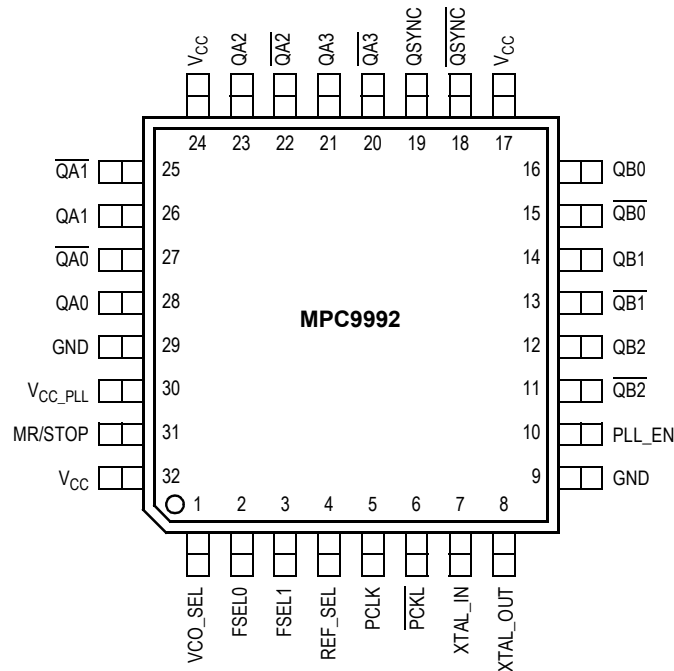 VCC QA2 QA2 QA3 QA3 QSYNC QSYNC VCC
24 23 22 21 20 19 18 17
QA1 25 16 QB0
QA1 26 15 QB0
QA0 27 14 QB1
QA0 28 13 QB1
MPC9992
GND 29 12 QB2
VCC_PLL 30 11 QB2
MR/STOP 31 10 PLL_EN
VCC 32 9 GND
1 2 3 4 5 6 7 8
VCO_SEL FSEL0 FSEL1 REF_SEL PCLK PCKL XTAL_IN XTAL_OUT